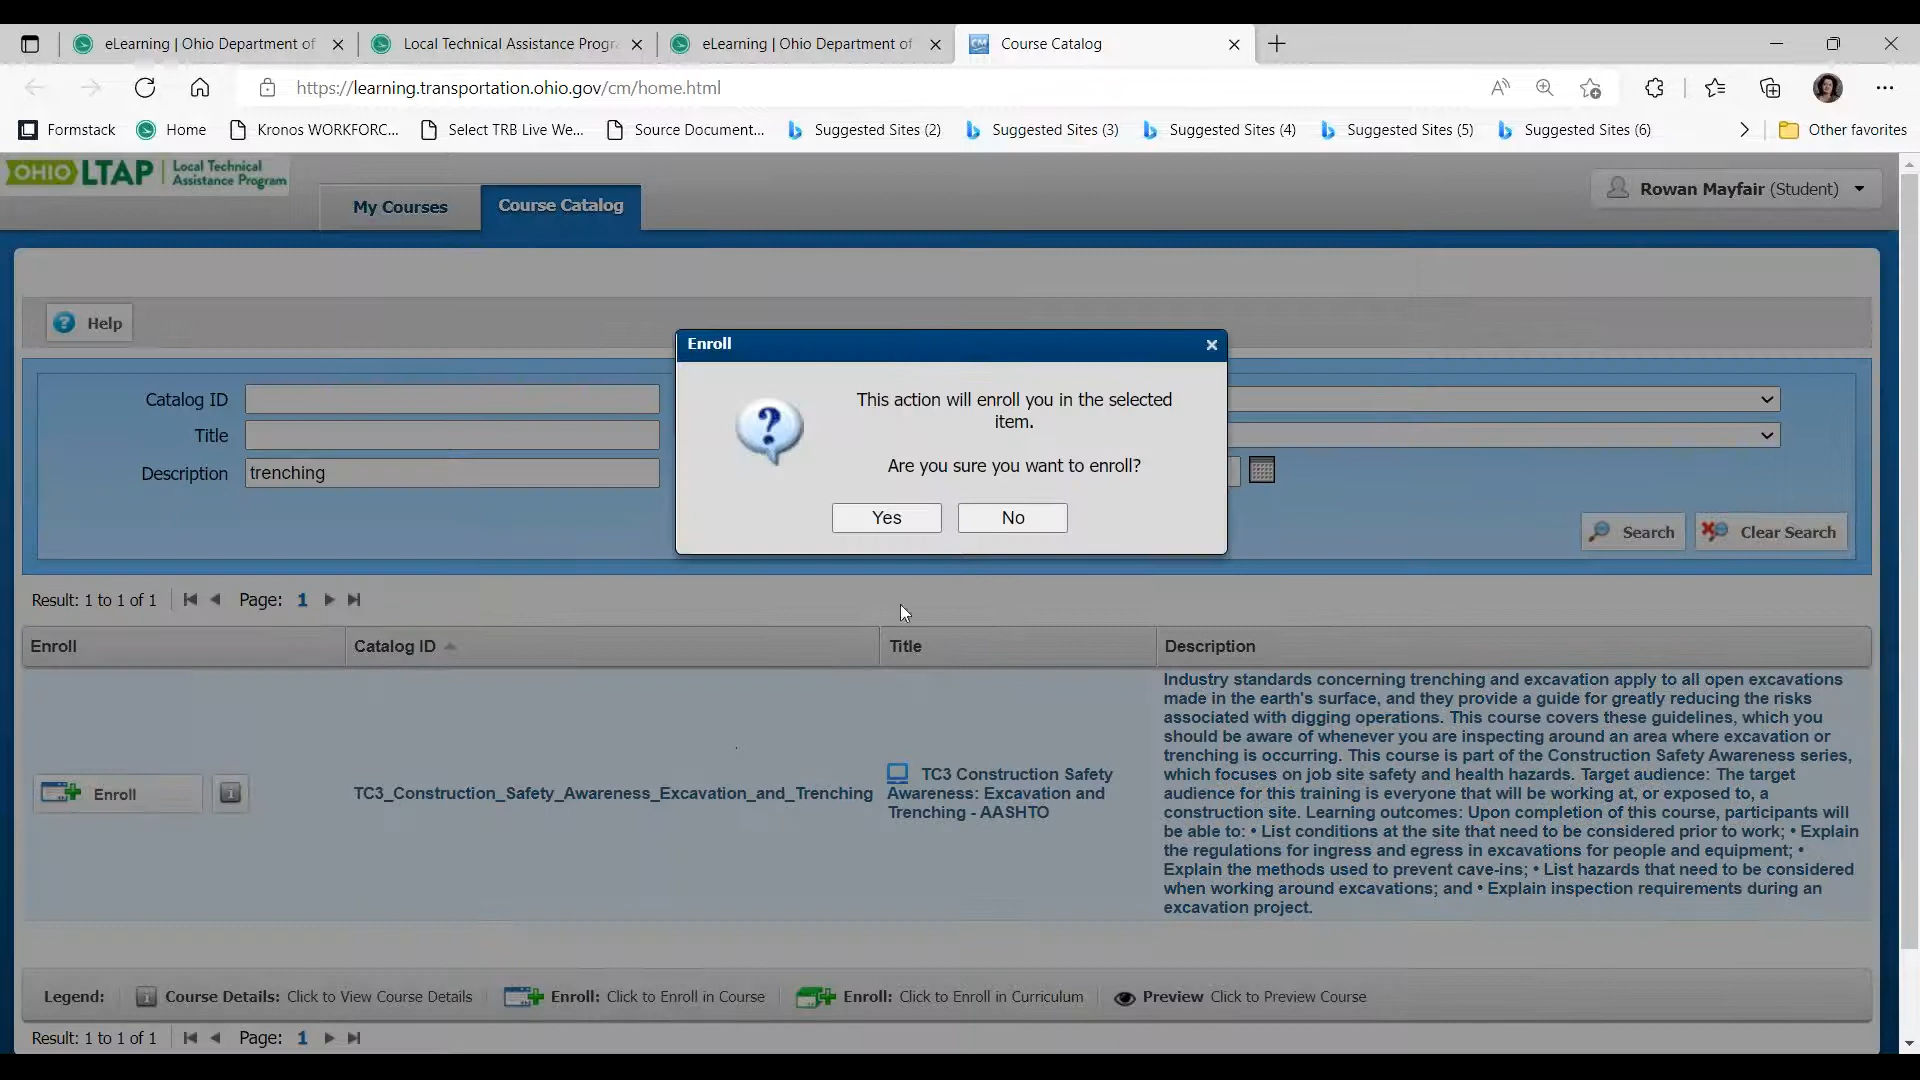 eLearning | Ohio Department of
Local Technical Assistance Progr
eLearning | Ohio Department of
Course Catalog
https://learning.transportation.ohio.gov/cm/home.html
Formstack
Home
Kronos WORKFORC...
Select TRB Live We...
Source Document...
Suggested Sites (2)
Suggested Sites (3)
Suggested Sites (4)
Suggested Sites (5)
Suggested Sites (6)
Other favorites
OHIO LTAP
Local Technical
Assistance Program
My Courses
Course Catalog
Rowan Mayfair (Student)
Help
Catalog ID
Title
Description
trenching
Enroll
This action will enroll you in the selected
item.
Are you sure you want to enroll?
Yes
No
Search
Clear Search
Result: 1 to 1 of 1
Page: 1
Enroll
Catalog ID
Title
Description
Enroll
TC3_Construction_Safety_Awareness_Excavation_and_Trenching
TC3 Construction Safety
Awareness: Excavation and
Trenching - AASHTO
Industry standards concerning trenching and excavation apply to all open excavations
made in the earth's surface, and they provide a guide for greatly reducing the risks
associated with digging operations. This course covers these guidelines, which you
should be aware of whenever you are inspecting around an area where excavation or
trenching is occurring. This course is part of the Construction Safety Awareness series,
which focuses on job site safety and health hazards. Target audience: The target
audience for this training is everyone that will be working at, or exposed to, a
construction site. Learning outcomes: Upon completion of this course, participants will
be able to: • List conditions at the site that need to be considered prior to work; • Explain
the regulations for ingress and egress in excavations for people and equipment; •
Explain the methods used to prevent cave-ins; • List hazards that need to be considered
when working around excavations; and • Explain inspection requirements during an
excavation project.
Legend:
Course Details: Click to View Course Details
Enroll: Click to Enroll in Course
Enroll: Click to Enroll in Curriculum
Preview Click to Preview Course
Result: 1 to 1 of 1
Page: 1